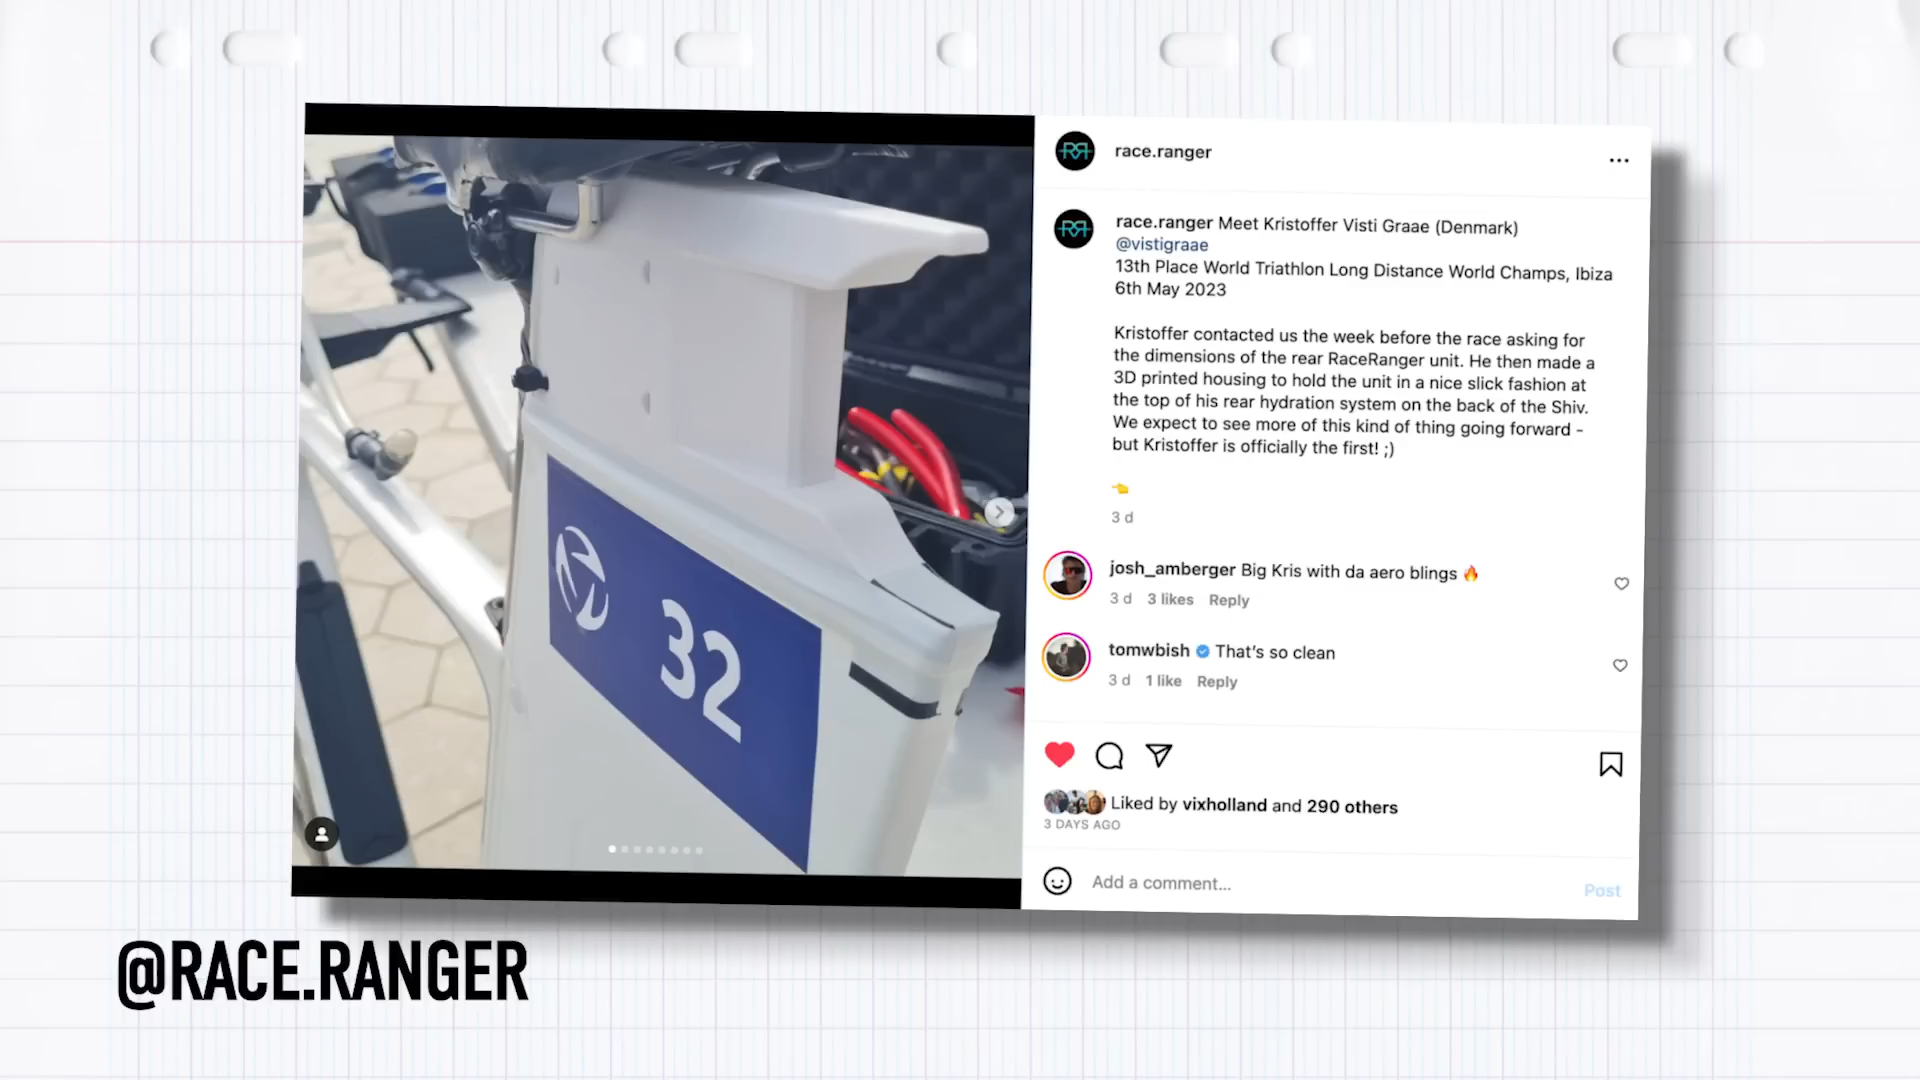 race.ranger
race.ranger Meet Kristoffer Visti Graae (Denmark)
@vistigraae
13th Place World Triathlon Long Distance World Champs, Ibiza
6th May 2023
Kristoffer contacted us the week before the race asking for
the dimensions of the rear RaceRanger unit. He then made a
3D printed housing to hold the unit in a nice slick fashion at
the top of his rear hydration system on the back of the Shiv.
We expect to see more of this kind of thing going forward -
but Kristoffer is officially the first! ;)
👈
3 d
josh_amberger Big Kris with da aero blings 🔥
3 d 3 likes Reply
tomwbish That's so clean
3 d 1 like Reply
Liked by vixholland and 290 others
3 DAYS AGO
Add a comment... Post
32
@RACE.RANGER